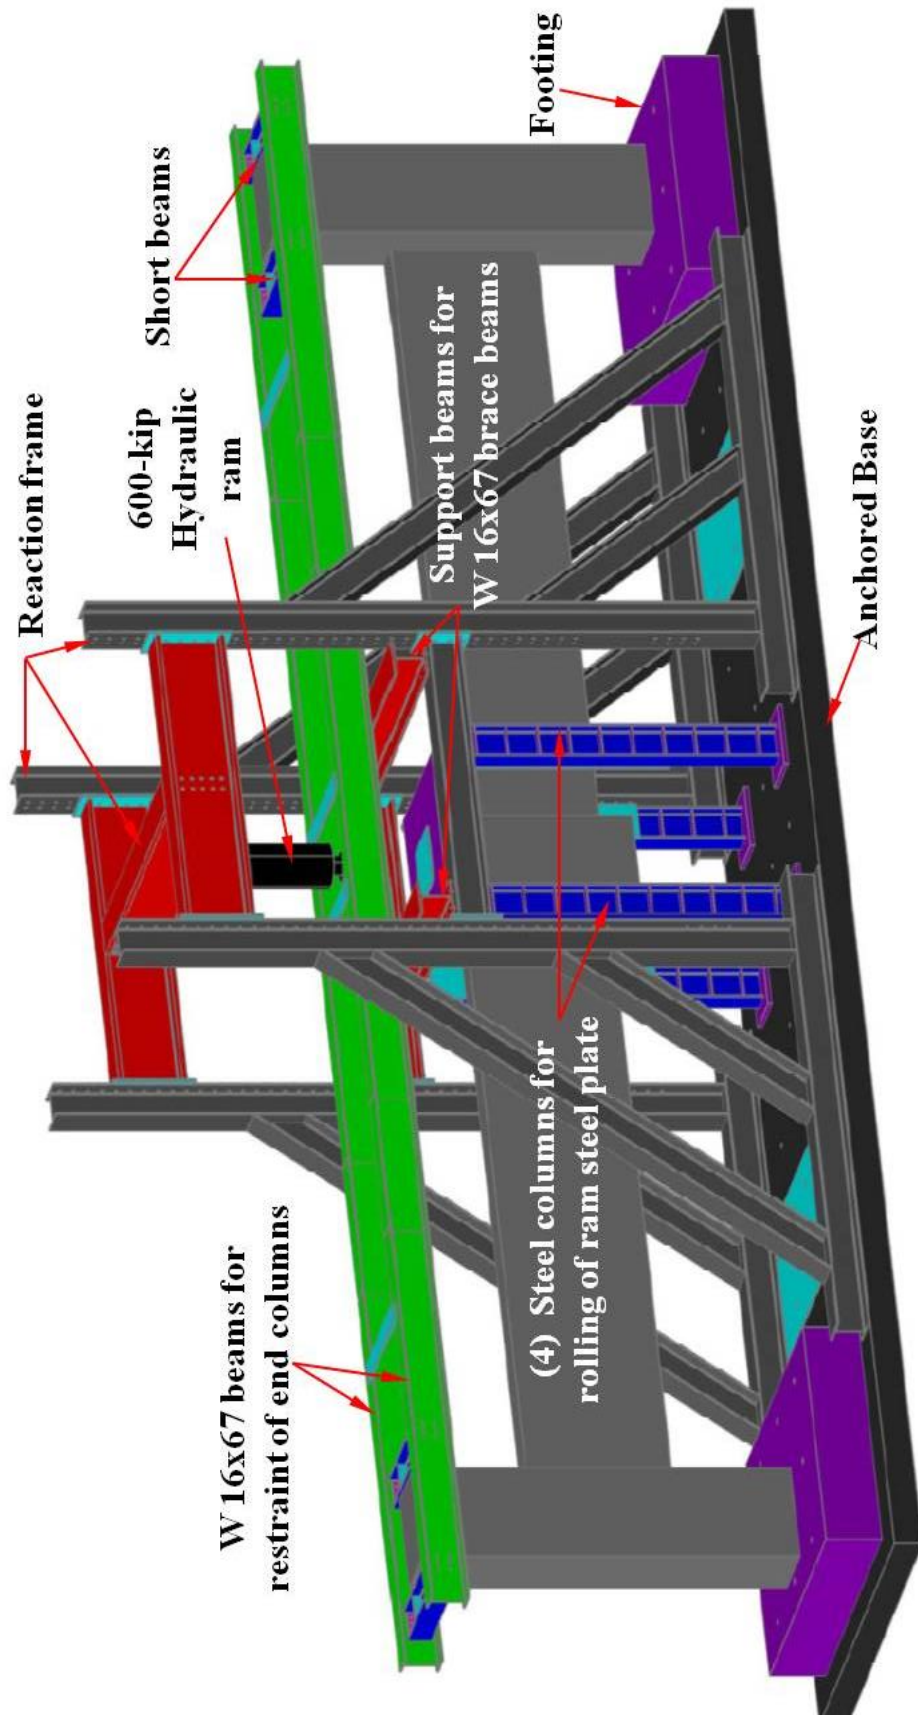 Reaction frame
600-kip
Hydraulic
ram
Short beams
Footing
W 16x67 beams for
restraint of end columns
Support beams for
W 16x67 brace beams
(4) Steel columns for
rolling of ram steel plate
Anchored Base